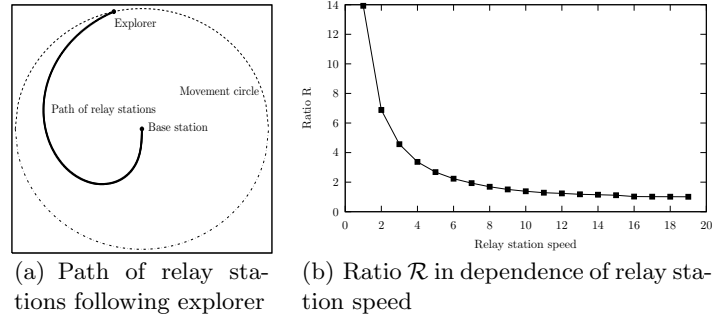 Explorer
Movement circle
Path of relay stations
Base station
Ratio R
14
12
10
8
6
4
2
0
0 2 4 6 8 10 12 14 16 18 20
Relay station speed
(a) Path of relay sta-
tions following explorer
(b) Ratio R in dependence of relay sta-
tion speed